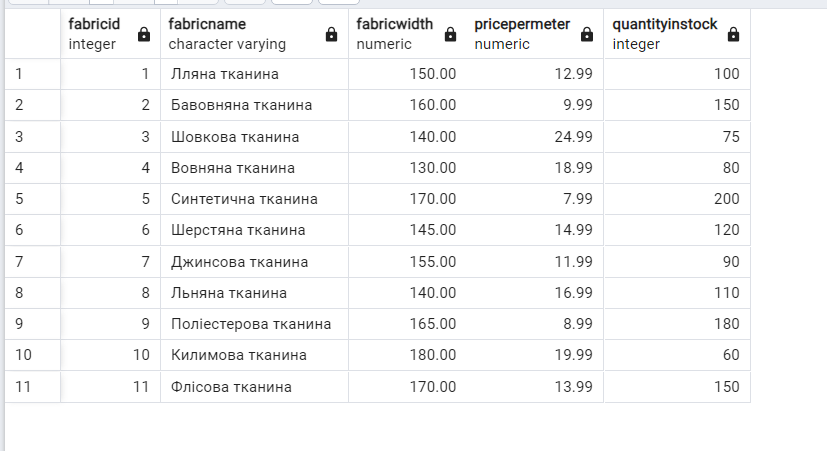 fabricid integer fabricname character varying fabricwidth numeric pricepermeter numeric quantityinstock integer
1 1 Лляна тканина 150.00 12.99 100
2 2 Бавовняна тканина 160.00 9.99 150
3 3 Шовкова тканина 140.00 24.99 75
4 4 Вовняна тканина 130.00 18.99 80
5 5 Синтетична тканина 170.00 7.99 200
6 6 Шерстяна тканина 145.00 14.99 120
7 7 Джинсова тканина 155.00 11.99 90
8 8 Льняна тканина 140.00 16.99 110
9 9 Поліестерова тканина 165.00 8.99 180
10 10 Килимова тканина 180.00 19.99 60
11 11 Флісова тканина 170.00 13.99 150